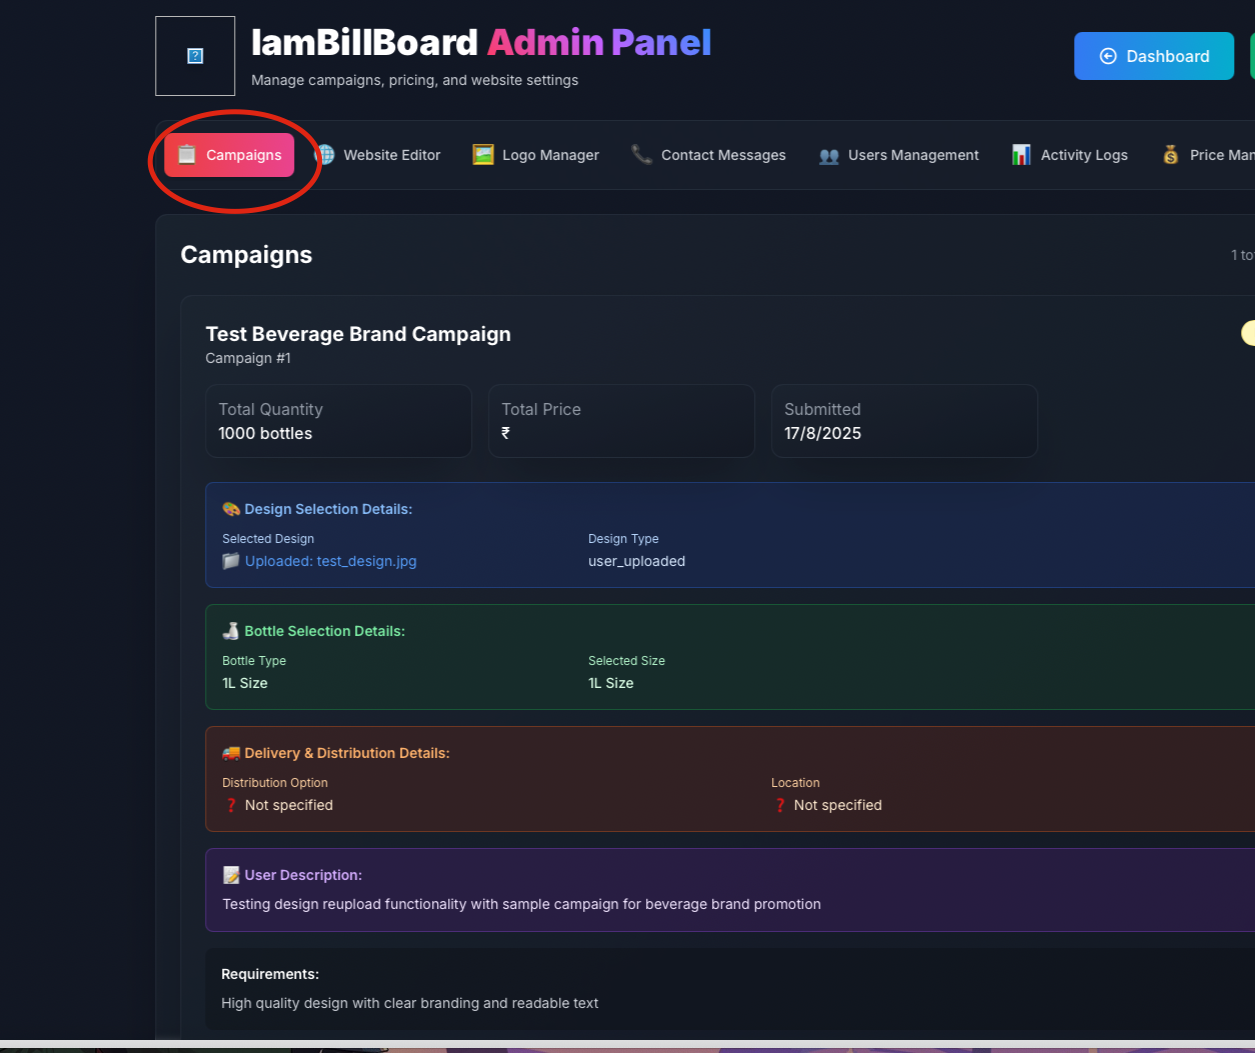 IamBillBoard Admin Panel
Manage campaigns, pricing, and website settings
Dashboard
Campaigns
Website Editor
Logo Manager
Contact Messages
Users Management
Activity Logs
Price Man
Campaigns
1 to
Test Beverage Brand Campaign
Campaign #1
Total Quantity
1000 bottles
Total Price
₹
Submitted
17/8/2025
Design Selection Details:
Selected Design
Uploaded: test_design.jpg
Design Type
user_uploaded
Bottle Selection Details:
Bottle Type
1L Size
Selected Size
1L Size
Delivery & Distribution Details:
Distribution Option
❓ Not specified
Location
❓ Not specified
User Description:
Testing design reupload functionality with sample campaign for beverage brand promotion
Requirements:
High quality design with clear branding and readable text